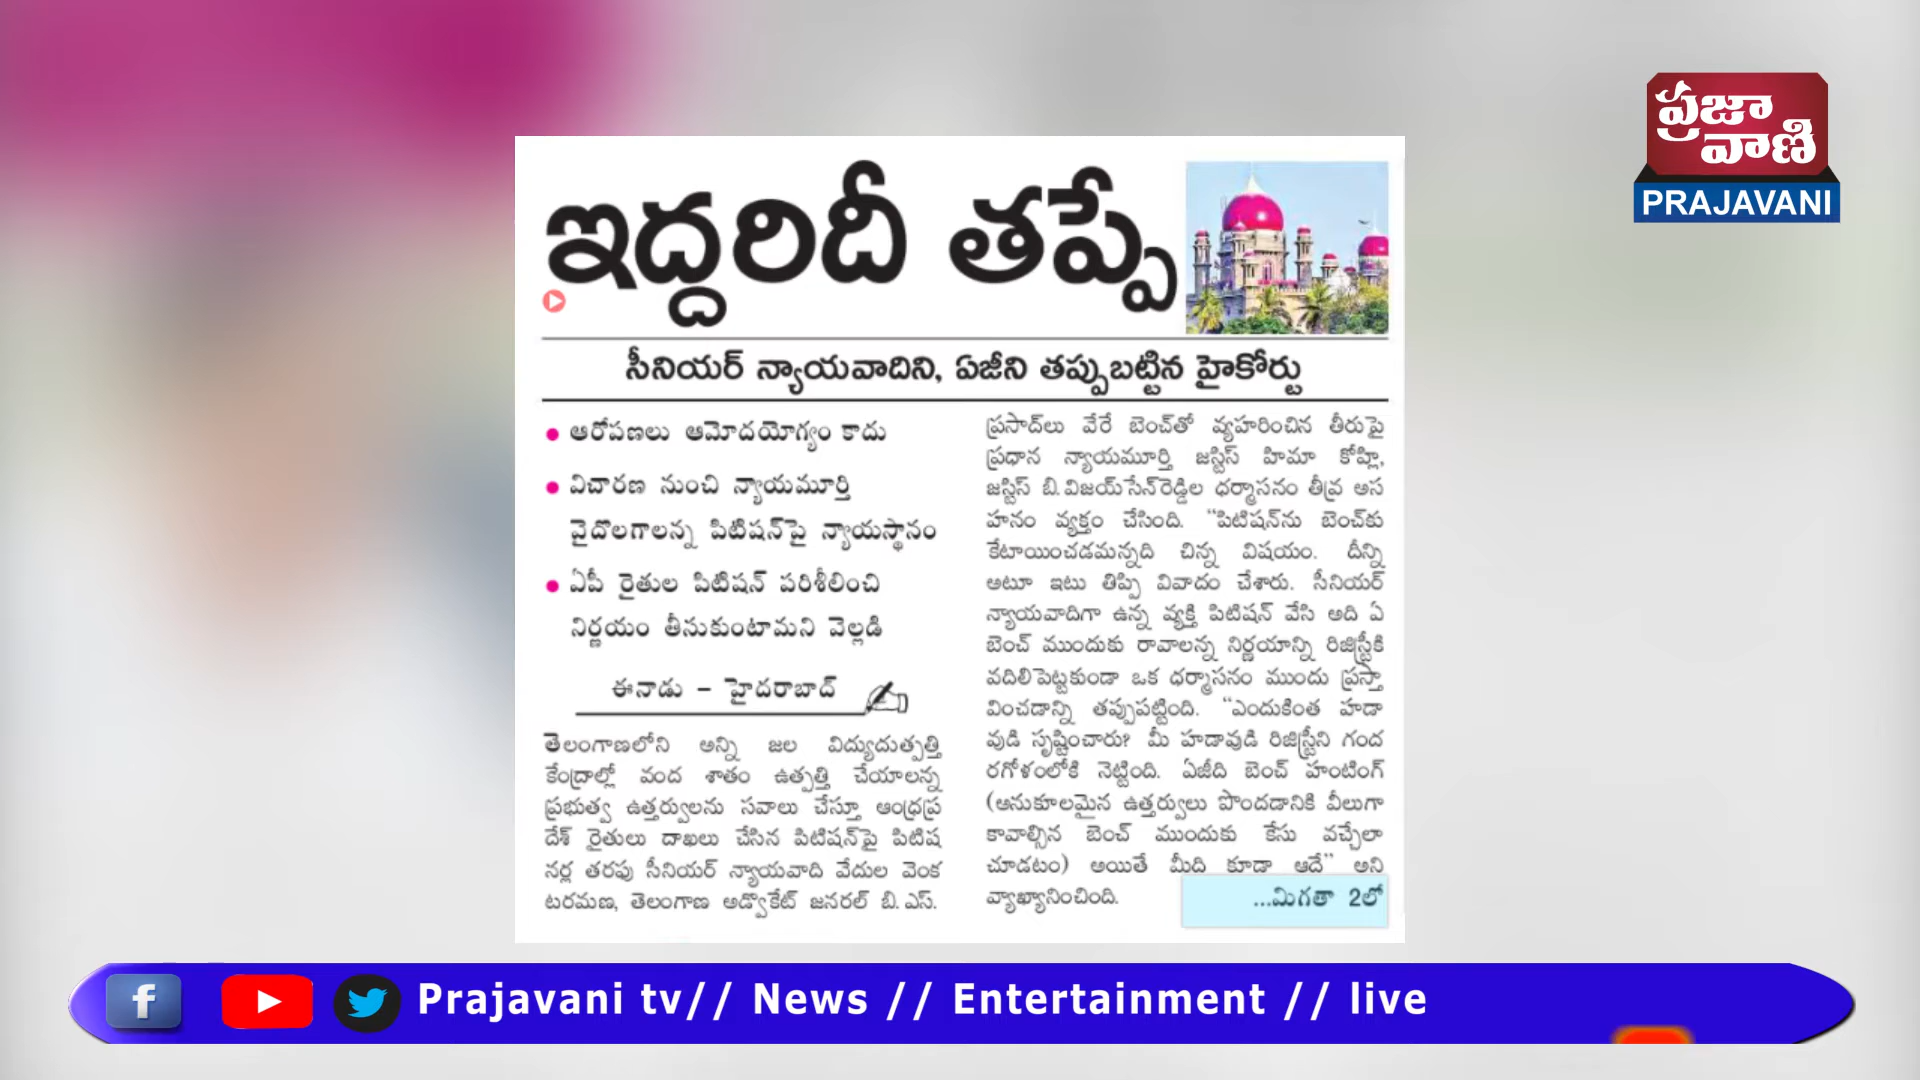 ప్రజా
వాణి
PRAJAVANI
ఇద్దరిదీ తప్పే
సీనియర్ న్యాయవాదిని, ఏజీని తప్పుబట్టిన హైకోర్టు
• ఆరోపణలు ఆమోదయోగ్యం కాదు
• విచారణ నుంచి న్యాయమూర్తి
వైదొలగాలన్న పిటిషన్‌పై న్యాయస్థానం
• ఏపీ రైతుల పిటిషన్ పరిశీలించి
నిర్ణయం తీసుకుంటామని వెల్లడి
ఈనాడు - హైదరాబాద్
తెలంగాణలోని అన్ని జల విద్యుదుత్పత్తి
కేంద్రాల్లో వంద శాతం ఉత్పత్తి చేయాలన్న
ప్రభుత్వ ఉత్తర్వులను సవాలు చేస్తూ ఆంధ్రప్ర
దేశ్ రైతులు దాఖలు చేసిన పిటిషన్‌పై పిటిష
నర్ల తరఫు సీనియర్ న్యాయవాది వేదుల వెంక
టరమణ, తెలంగాణ అడ్వొకేట్ జనరల్ బి.ఎస్.
ప్రసాద్‌లు వేరే బెంచ్‌తో వ్యహరించిన తీరుపై
ప్రధాన న్యాయమూర్తి జస్టిస్ హిమా కోహ్లి,
జస్టిస్ బి.విజయ్‌సేన్‌రెడ్డిల ధర్మాసనం తీవ్ర అస
హనం వ్యక్తం చేసింది. “పిటిషన్‌ను బెంచ్‌కు
కేటాయించడమన్నది చిన్న విషయం. దీన్ని
అటూ ఇటు తిప్పి వివాదం చేశారు. సీనియర్
న్యాయవాదిగా ఉన్న వ్యక్తి పిటిషన్ వేసి అది ఏ
బెంచ్ ముందుకు రావాలన్న నిర్ణయాన్ని రిజిస్ట్రీకి
వదిలిపెట్టకుండా ఒక ధర్మాసనం ముందు ప్రస్తా
వించడాన్ని తప్పుపట్టింది. “ఎందుకింత హడా
వుడి సృష్టించారు? మీ హడావుడి రిజిస్ట్రీని గంద
రగోళంలోకి నెట్టింది. ఏజీది బెంచ్ హంటింగ్
(అనుకూలమైన ఉత్తర్వులు పొందడానికి వీలుగా
కావాల్సిన బెంచ్ ముందుకు కేసు వచ్చేలా
చూడటం) అయితే మీది కూడా ఆదే” అని
వ్యాఖ్యానించింది.
...మిగతా 2లో
Prajavani tv// News // Entertainment // live